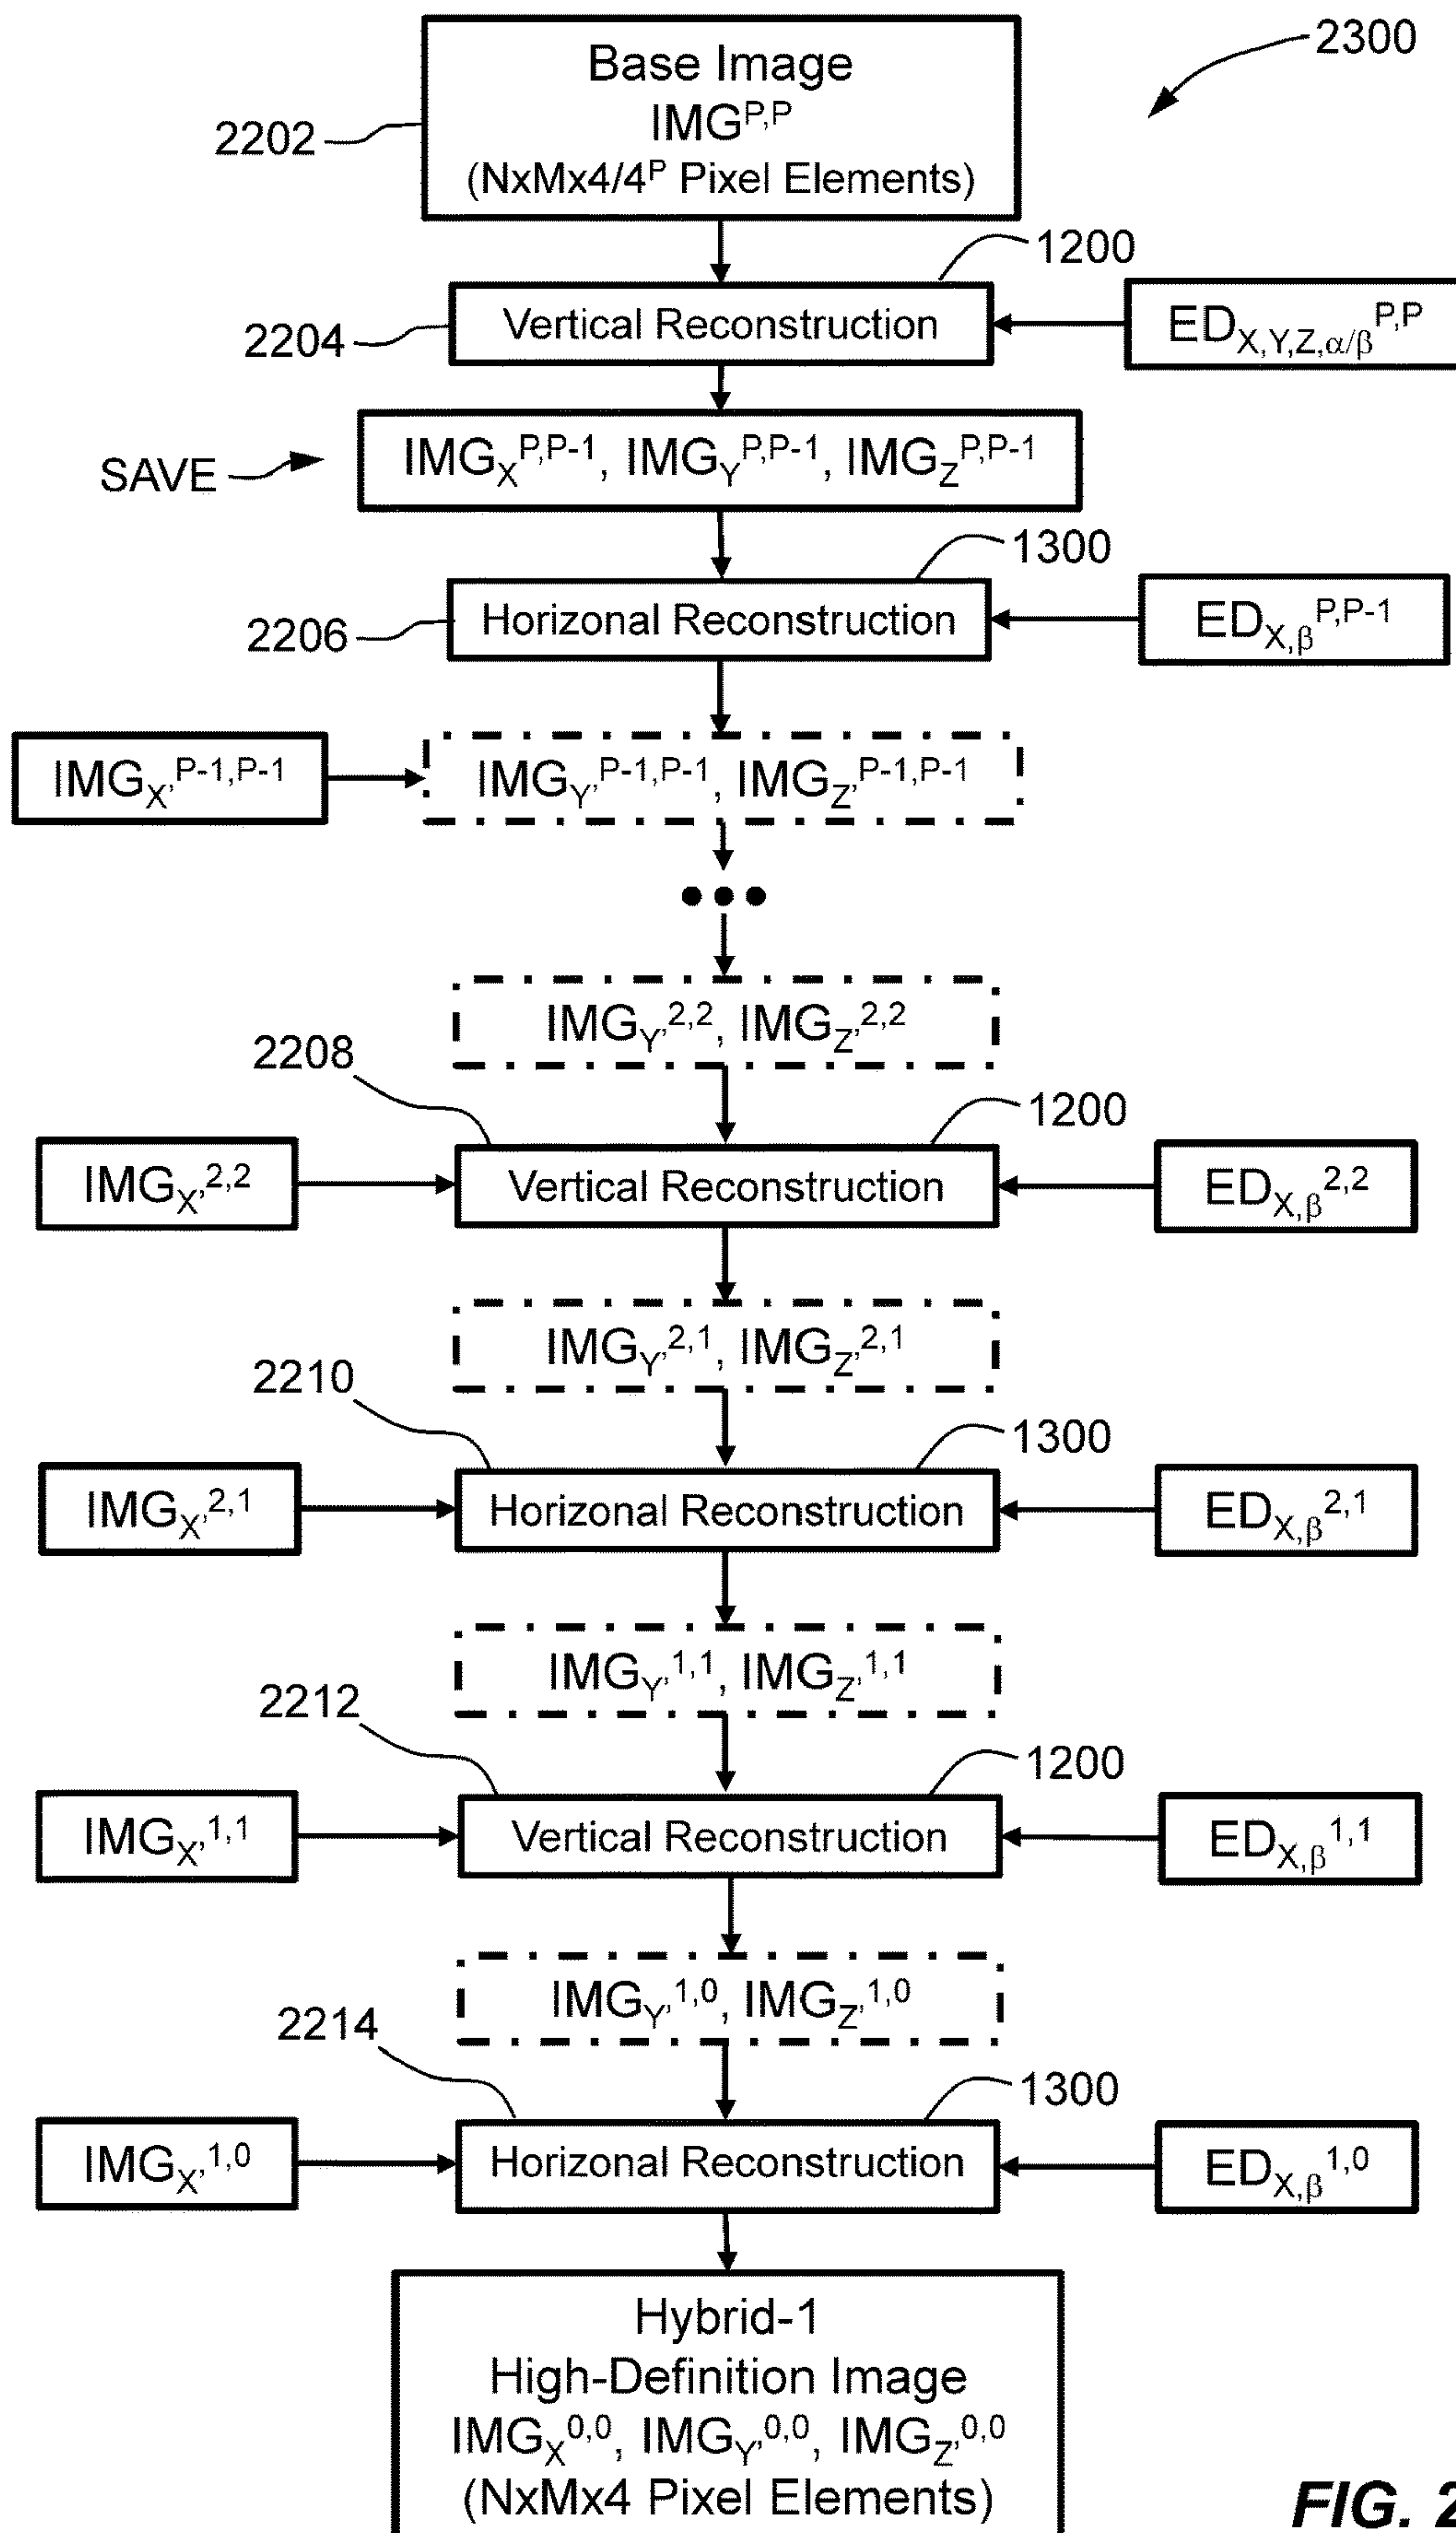 2300
Base Image
IMG^P,P
2202
(NxMx4/4^P Pixel Elements)
1200
Vertical Reconstruction
2204
ED_X,Y,Z,α/β^P,P
SAVE
IMG_X^P,P-1, IMG_Y^P,P-1, IMG_Z^P,P-1
1300
Horizonal Reconstruction
2206
ED_X,β^P,P-1
IMG_X'^P-1,P-1
IMG_Y'^P-1,P-1, IMG_Z'^P-1,P-1
•••
IMG_Y'^2,2, IMG_Z'^2,2
2208
1200
IMG_X'^2,2
Vertical Reconstruction
ED_X,β^2,2
IMG_Y'^2,1, IMG_Z'^2,1
2210
1300
IMG_X'^2,1
Horizonal Reconstruction
ED_X,β^2,1
IMG_Y'^1,1, IMG_Z'^1,1
2212
1200
IMG_X'^1,1
Vertical Reconstruction
ED_X,β^1,1
IMG_Y'^1,0, IMG_Z'^1,0
2214
1300
IMG_X'^1,0
Horizonal Reconstruction
ED_X,β^1,0
Hybrid-1
High-Definition Image
IMG_X^0,0, IMG_Y'^0,0, IMG_Z'^0,0
(NxMx4 Pixel Elements)
FIG. 2